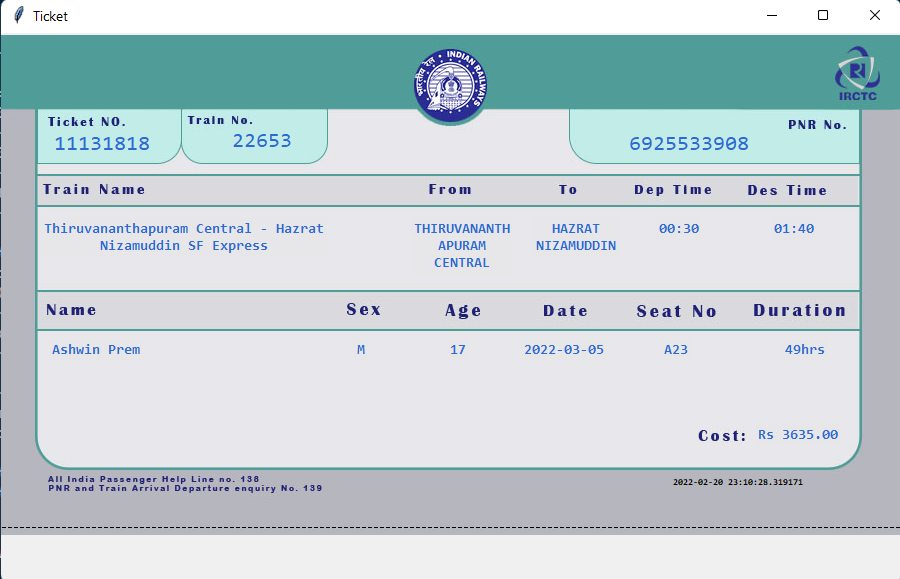 Ticket
भारतीय रेल INDIAN RAILWAYS
IRCTC
Ticket NO.
11131818
Train No.
22653
PNR No.
6925533908
Train Name From To Dep Time Des Time
Thiruvananthapuram Central - Hazrat THIRUVANANTH HAZRAT 00:30 01:40
Nizamuddin SF Express APURAM NIZAMUDDIN
CENTRAL
Name Sex Age Date Seat No Duration
Ashwin Prem M 17 2022-03-05 A23 49hrs
Cost: Rs 3635.00
All India Passenger Help Line no. 138
PNR and Train Arrival Departure enquiry No. 139
2022-02-20 23:10:28.319171